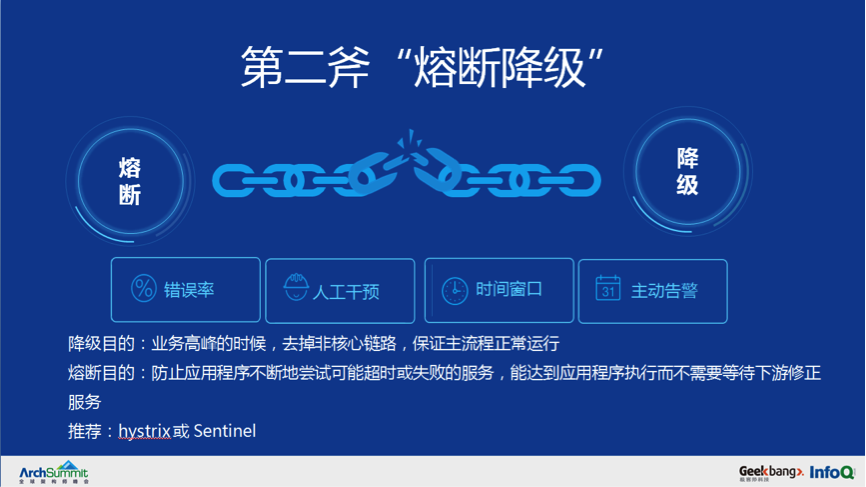 第二斧“熔断降级”
熔
断
降
级
% 错误率
人工干预
时间窗口
31 主动告警
降级目的：业务高峰的时候，去掉非核心链路，保证主流程正常运行
熔断目的：防止应用程序不断地尝试可能超时或失败的服务，能达到应用程序执行而不需要等待下游修正
服务
推荐：hystrix或 Sentinel
ArchSummit
全球架构师峰会
Geekbang>.
极客邦科技
InfoQ